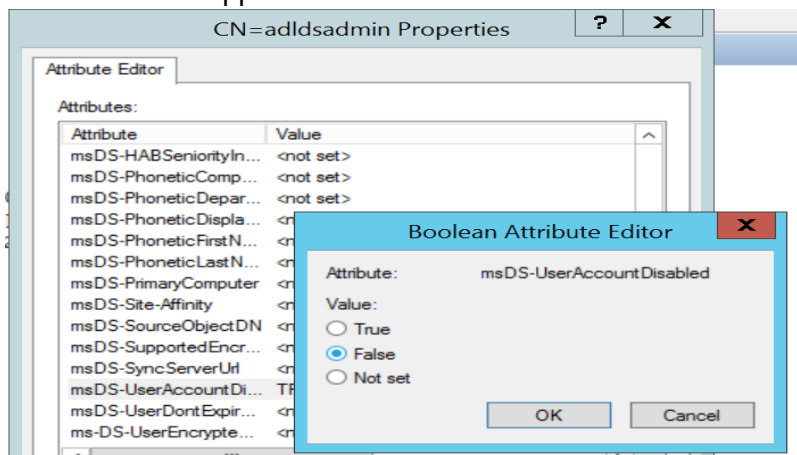 CN=adldsadmin Properties
? X
Attribute Editor
Attributes:
Attribute Value
msDS-HABSeniorityIn... <not set>
msDS-PhoneticComp... <not set>
msDS-PhoneticDepar... <not set>
msDS-PhoneticDispla...
msDS-PhoneticFirstN...
msDS-PhoneticLastN...
msDS-PrimaryComputer
msDS-Site-Affinity
msDS-SourceObjectDN
msDS-SupportedEncr...
msDS-SyncServerUrl
msDS-UserAccountDi...
msDS-UserDontExpir...
ms-DS-UserEncrypte...
Boolean Attribute Editor
X
Attribute: msDS-UserAccountDisabled
Value:
True
False
Not set
OK Cancel